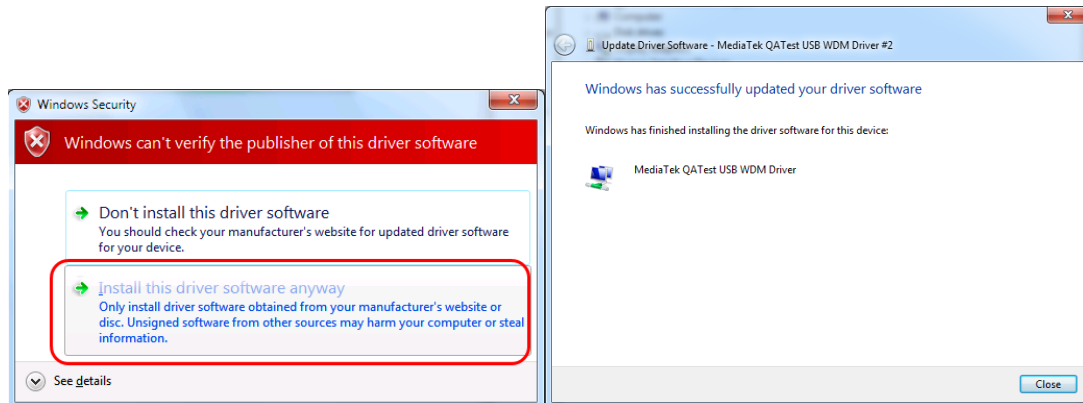 Windows Security
Windows can't verify the publisher of this driver software
Don't install this driver software
You should check your manufacturer's website for updated driver software
for your device.
Install this driver software anyway
Only install driver software obtained from your manufacturer's website or
disc. Unsigned software from other sources may harm your computer or steal
information.
See details
Computer
Update Driver Software - MediaTek QATest USB WDM Driver #2
Windows has successfully updated your driver software
Windows has finished installing the driver software for this device:
MediaTek QATest USB WDM Driver
Close